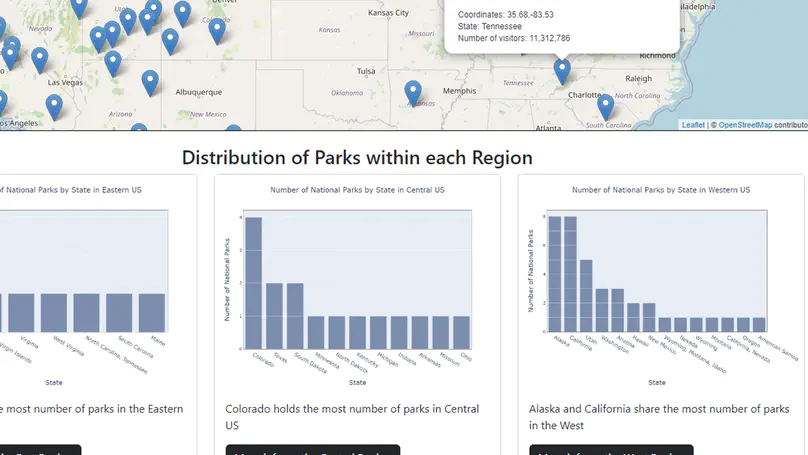 Coordinates: 35.68,-83.53
State: Tennessee
Number of visitors: 11,312,786
Denver
Kansas City
Nevada
Utah
Colorado
Kansas
Missouri
Richmond
Las Vegas
Tulsa
Tennessee
Raleigh
Albuquerque
Memphis
Charlotte
North Carolina
Oklahoma
Arkansas
Arizona
New Mexico
os Angeles
Atlanta
South Carolina
Leaflet | © OpenStreetMap contributo
Distribution of Parks within each Region
of National Parks by State in Eastern US
Virgin Islands
Virginia
West Virginia
North Carolina, Tennessee
South Carolina
Maine
State
e most number of parks in the Eastern
Number of National Parks by State in Central US
Number of National Parks
4
3
2
1
0
Colorado
Texas
South Dakota
Minnesota
North Dakota
Kentucky
Michigan
Indiana
Arkansas
Missouri
Ohio
State
Colorado holds the most number of parks in Central
US
Number of National Parks by State in Western US
Number of National Parks
8
6
4
2
0
Alaska
California
Utah
Washington
Arizona
Hawaii
New Mexico
Nevada
Wyoming, Montana, Idaho
Wyoming
Montana
California, Nevada
Oregon
American Samoa
State
Alaska and California share the most number of parks
in the West